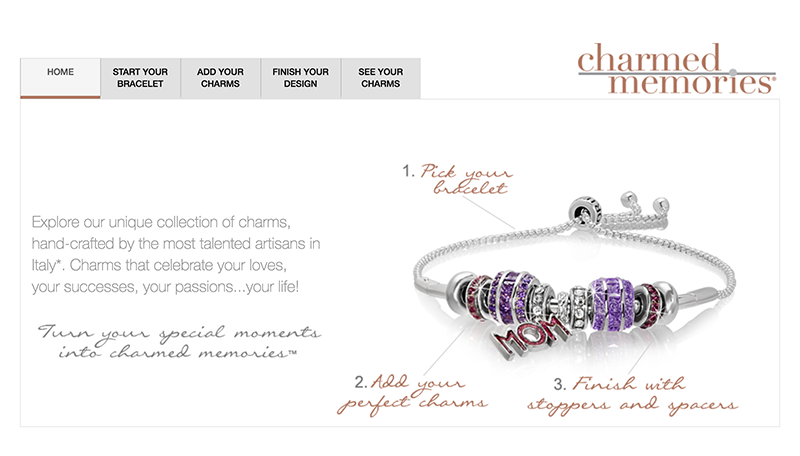 HOME
START YOUR
BRACELET
ADD YOUR
CHARMS
FINISH YOUR
DESIGN
SEE YOUR
CHARMS
charmed
memories®
1. Pick your
bracelet
Explore our unique collection of charms,
hand-crafted by the most talented artisans in
Italy*. Charms that celebrate your loves,
your successes, your passions...your life!
Turn your special moments
into charmed memories™
MOM
2. Add your
perfect charms
3. Finish with
stoppers and spacers